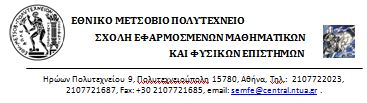 ΕΘΝΙΚΟ ΜΕΤΣΟΒΙΟ ΠΟΛΥΤΕΧΝΕΙΟ
ΣΧΟΛΗ ΕΦΑΡΜΟΣΜΕΝΩΝ ΜΑΘΗΜΑΤΙΚΩΝ
ΚΑΙ ΦΥΣΙΚΩΝ ΕΠΙΣΤΗΜΩΝ
Ηρώων Πολυτεχνείου 9, Πολυτεχνειούπολη 15780, Αθήνα, Τηλ.: 2107722023,
2107721687, Fax: +30 2107721685, email: semfe@central.ntua.gr .